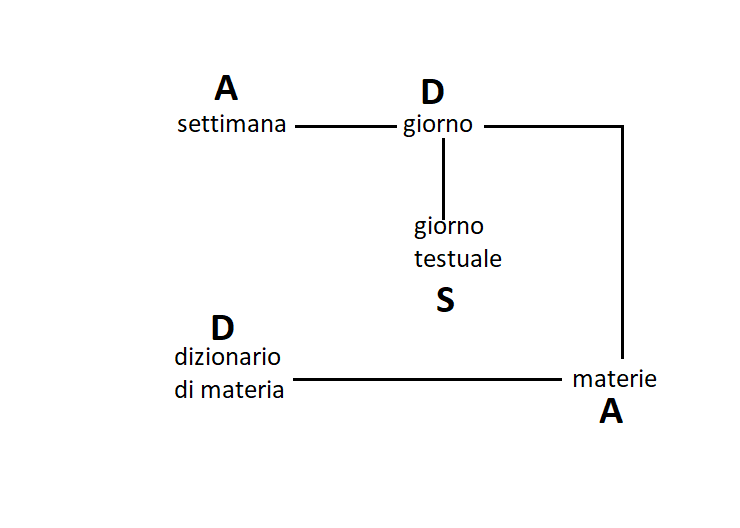 A
D
settimana
giorno
giorno
testuale
S
D
dizionario
di materia
materie
A